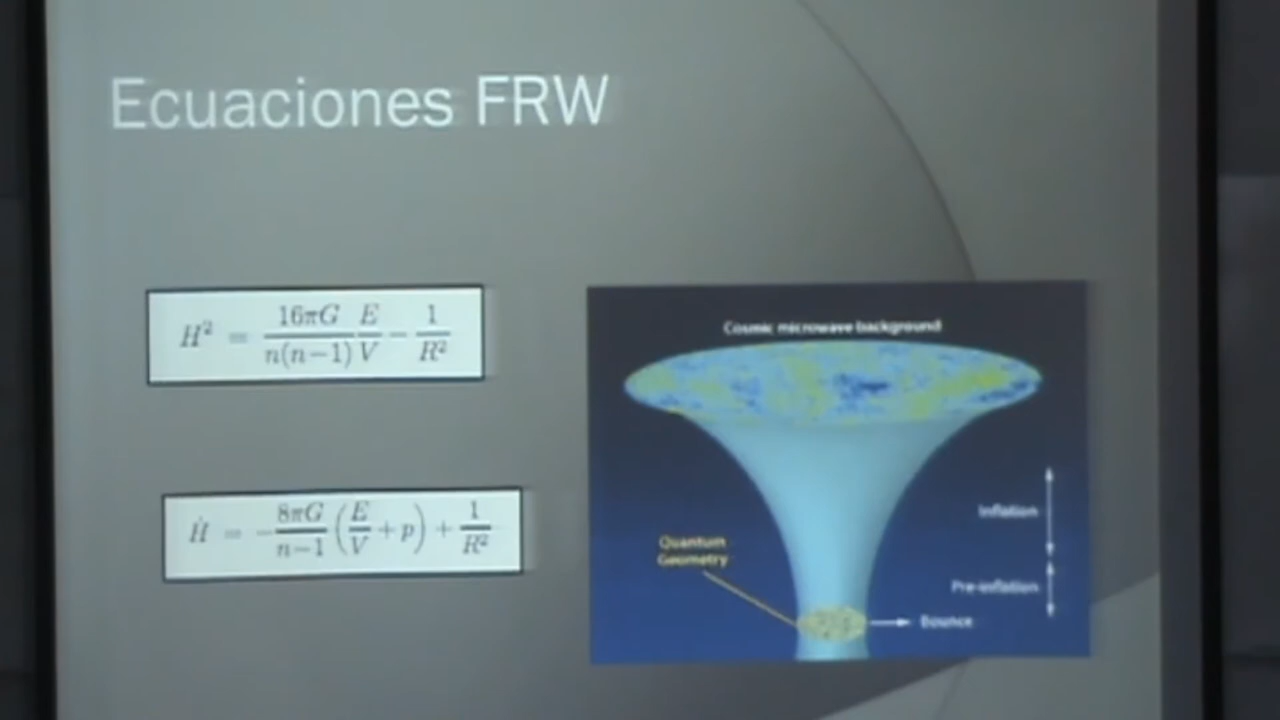 Ecuaciones FRW
H² = 16πG/n(n−1) E/V − 1/R²
Ḣ = − 8πG/n−1 (E/V + p) + 1/R²
Cosmic microwave background
Inflation
Quantum
Geometry
Pre-inflation
Bounce